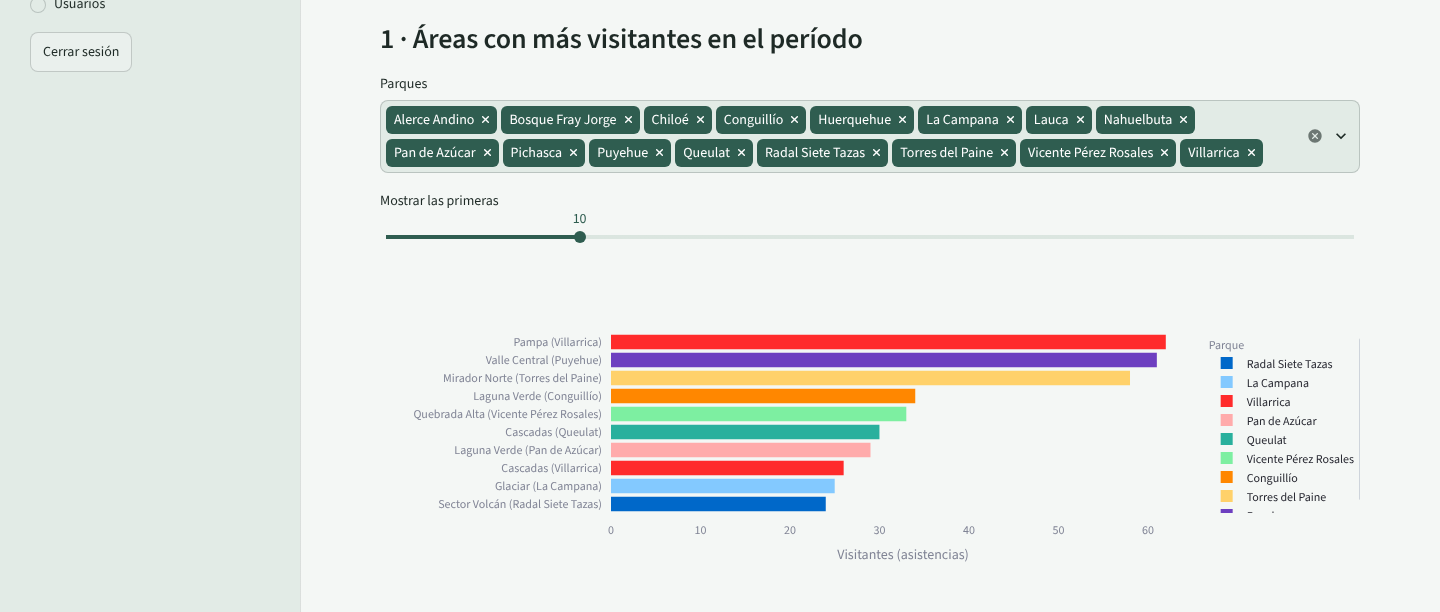 Usuarios
Cerrar sesión
1 · Áreas con más visitantes en el período
Parques
Alerce Andino × Bosque Fray Jorge × Chiloé × Conguillío × Huerquehue × La Campana × Lauca × Nahuelbuta ×
Pan de Azúcar × Pichasca × Puyehue × Queulat × Radal Siete Tazas × Torres del Paine × Vicente Pérez Rosales × Villarrica ×
Mostrar las primeras
10
Pampa (Villarrica)
Valle Central (Puyehue)
Mirador Norte (Torres del Paine)
Laguna Verde (Conguillío)
Quebrada Alta (Vicente Pérez Rosales)
Cascadas (Queulat)
Laguna Verde (Pan de Azúcar)
Cascadas (Villarrica)
Glaciar (La Campana)
Sector Volcán (Radal Siete Tazas)
0 10 20 30 40 50 60
Visitantes (asistencias)
Parque
Radal Siete Tazas
La Campana
Villarrica
Pan de Azúcar
Queulat
Vicente Pérez Rosales
Conguillío
Torres del Paine